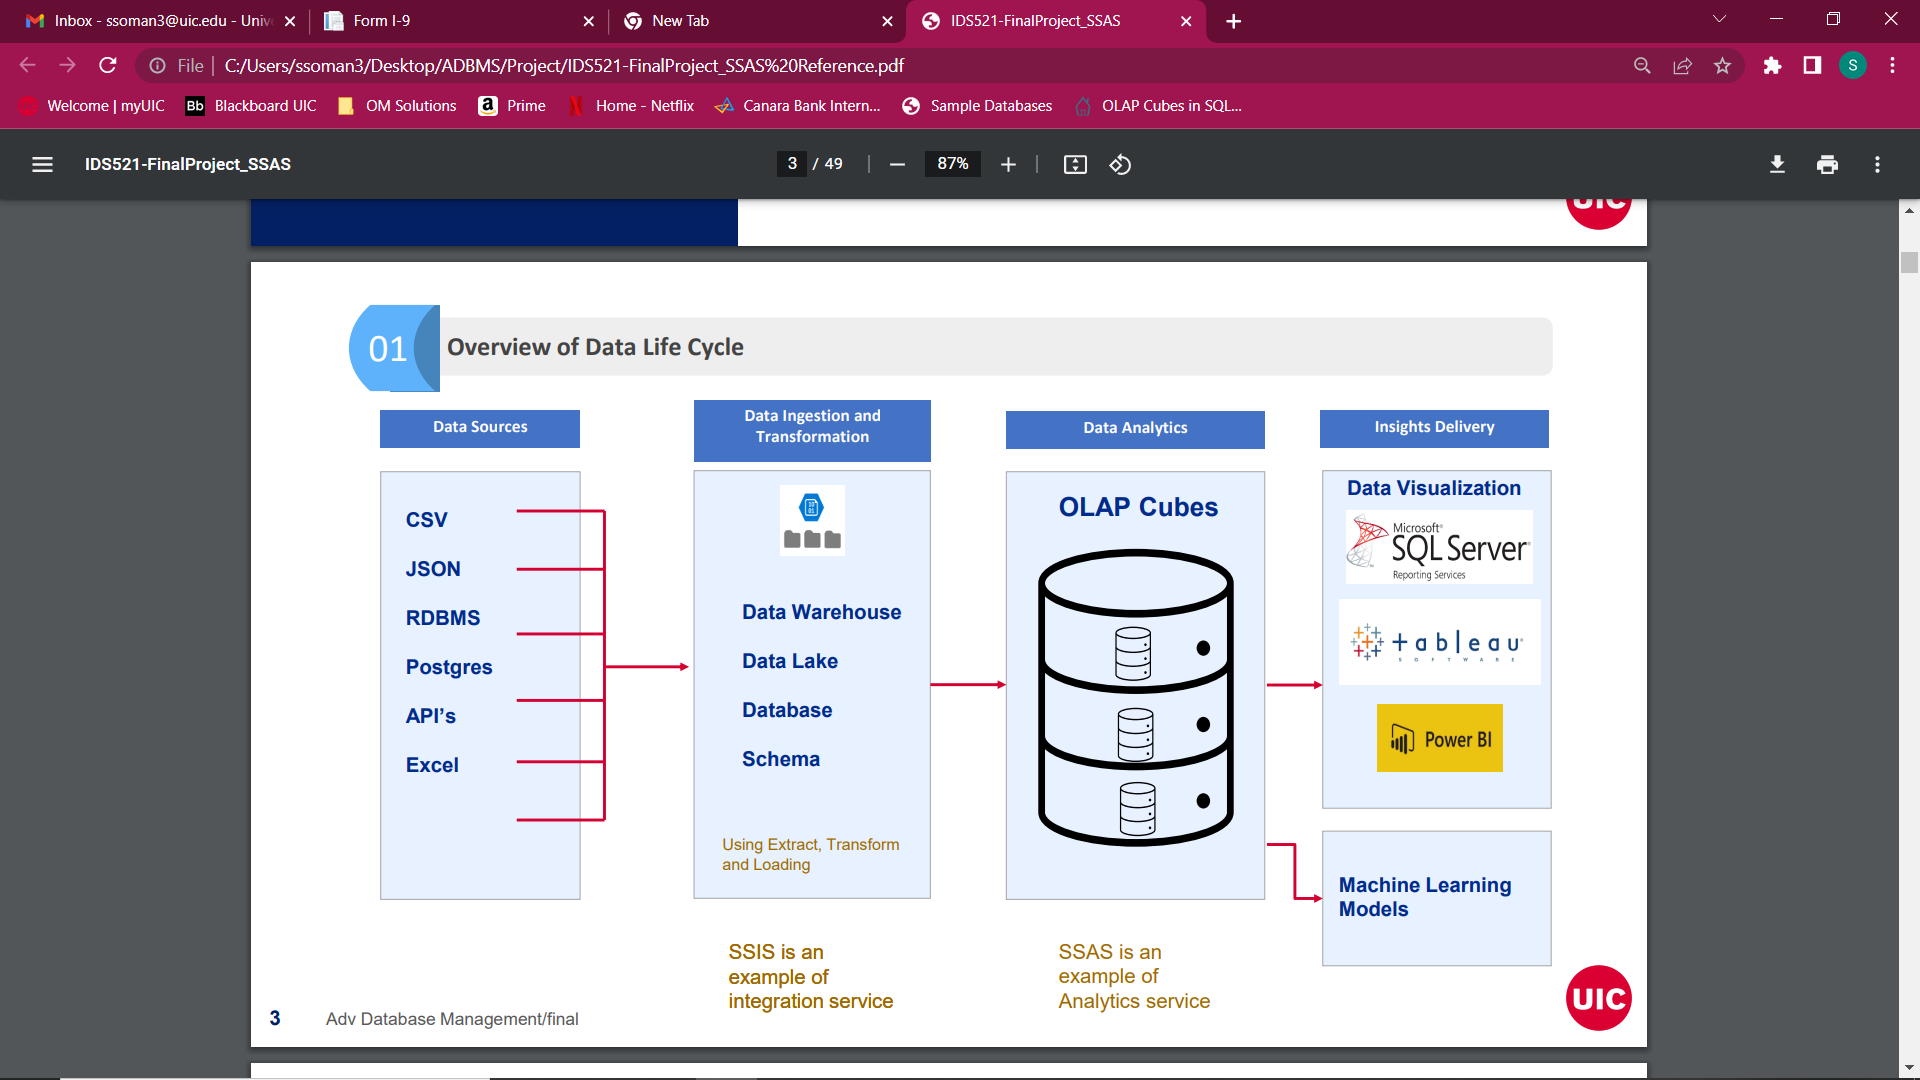 Inbox - ssoman3@uic.edu - Univ
Form I-9
New Tab
IDS521-FinalProject_SSAS
File
C:/Users/ssoman3/Desktop/ADBMS/Project/IDS521-FinalProject_SSAS%20Reference.pdf
S
Welcome | myUIC
Bb
Blackboard UIC
OM Solutions
a
Prime
N
Home - Netflix
Canara Bank Intern...
Sample Databases
OLAP Cubes in SQL...
IDS521-FinalProject_SSAS
3 / 49
87%
UIC
01
Overview of Data Life Cycle
Data Sources
CSV
JSON
RDBMS
Postgres
API’s
Excel
Data Ingestion and
Transformation
Data Warehouse
Data Lake
Database
Schema
Using Extract, Transform
and Loading
SSIS is an
example of
integration service
Data Analytics
OLAP Cubes
SSAS is an
example of
Analytics service
Insights Delivery
Data Visualization
Microsoft®
SQL Server®
Reporting Services
tableau®
SOFTWARE
Power BI
Machine Learning
Models
3
Adv Database Management/final
UIC